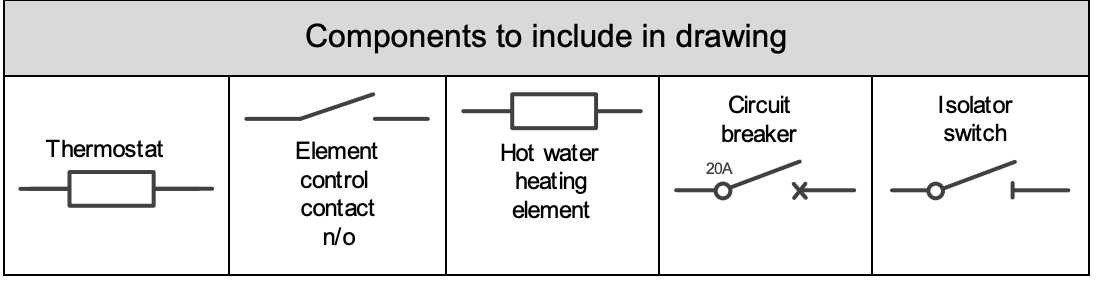 Components to include in drawing
Thermostat
Element
control
contact
n/o
Hot water
heating
element
Circuit
breaker
20A
Isolator
switch